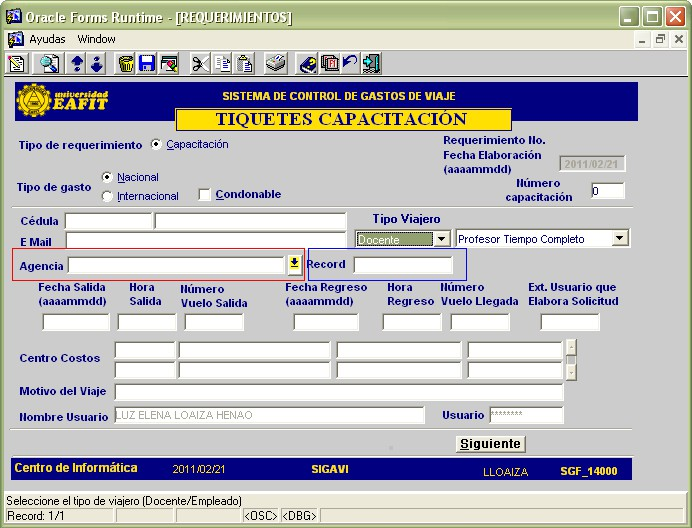 Oracle Forms Runtime - [REQUERIMIENTOS]
Ayudas Window
universidad
EAFIT
SISTEMA DE CONTROL DE GASTOS DE VIAJE
TIQUETES CAPACITACIÓN
Tipo de requerimiento Capacitación
Requerimiento No.
Fecha Elaboración
(aaaammdd) 2011/02/21
Tipo de gasto Nacional
Internacional Condonable
Número
capacitación 0
Cédula Tipo Viajero
E Mail Docente Profesor Tiempo Completo
Agencia Record
Fecha Salida Hora Número Fecha Regreso Hora Número Ext. Usuario que
(aaaammdd) Salida Vuelo Salida (aaaammdd) Regreso Vuelo Llegada Elabora Solicitud
Centro Costos
Motivo del Viaje
Nombre Usuario LUZ ELENA LOAIZA HENAO Usuario ********
Siguiente
Centro de Informática 2011/02/21 SIGAVI LLOAIZA SGF_14000
Seleccione el tipo de viajero (Docente/Empleado)
Record: 1/1 <OSC> <DBG>